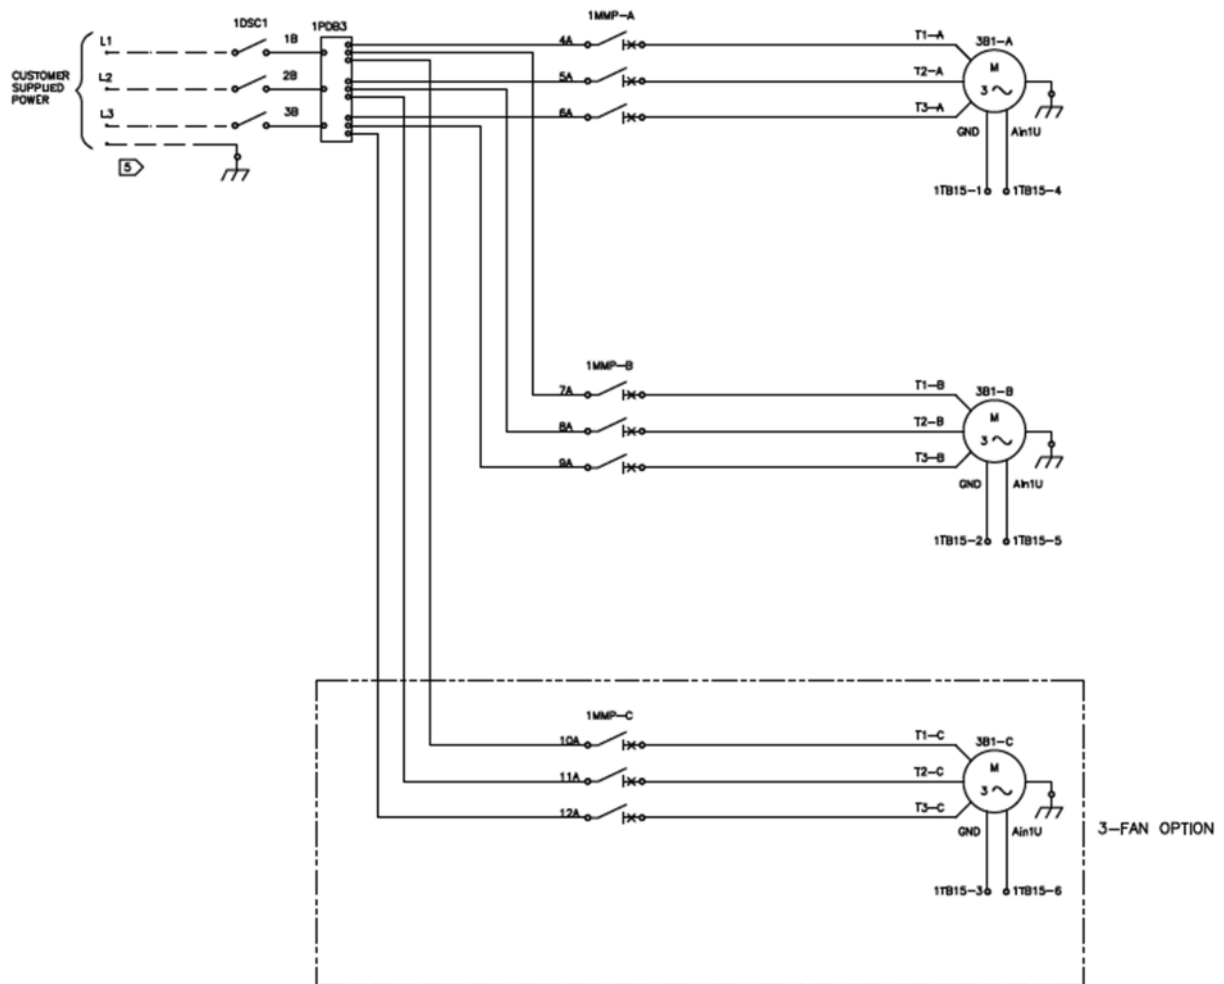 1MMP-A
1DSC1
1PDB3
T1-A
L1
1B
4A
3B1-A
M
CUSTOMER
SUPPLIED
POWER
L2
2B
5A
T2-A
3
L3
3B
6A
T3-A
GND
Ain1U
5
1TB15-1
1TB15-4
1MMP-B
7A
T1-B
3B1-B
M
8A
T2-B
3
9A
T3-B
GND
Ain1U
1TB15-2
1TB15-5
1MMP-C
10A
T1-C
3B1-C
M
11A
T2-C
3
12A
T3-C
GND
Ain1U
3-FAN OPTION
1TB15-3
1TB15-6